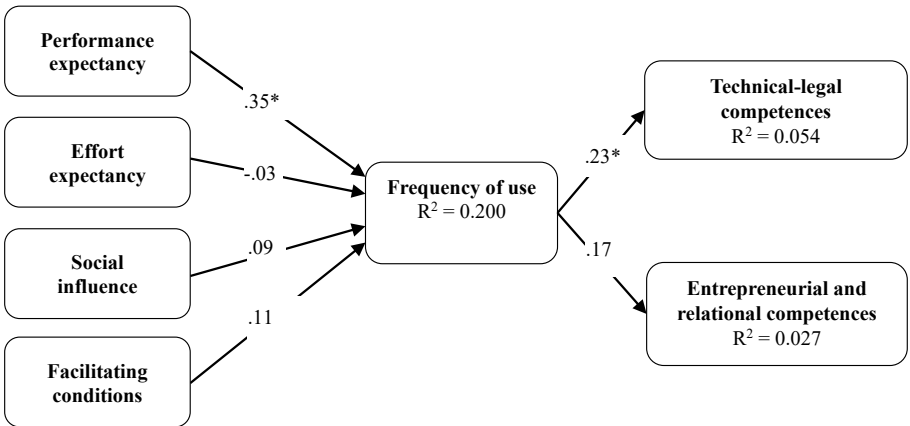 Performance
expectancy
.35*
Effort
expectancy
-.03
Social
influence
.09
Facilitating
conditions
.11
Frequency of use
R² = 0.200
.23*
.17
Technical-legal
competences
R² = 0.054
Entrepreneurial and
relational competences
R² = 0.027